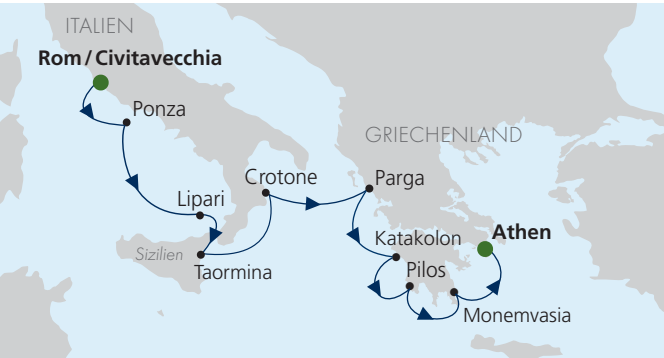 ITALIEN
Rom/Civitavecchia
Ponza
GRIECHENLAND
Crotone
Parga
Lipari
Athen
Katakolon
Sizilien
Taormina
Pilos
Monemvasia